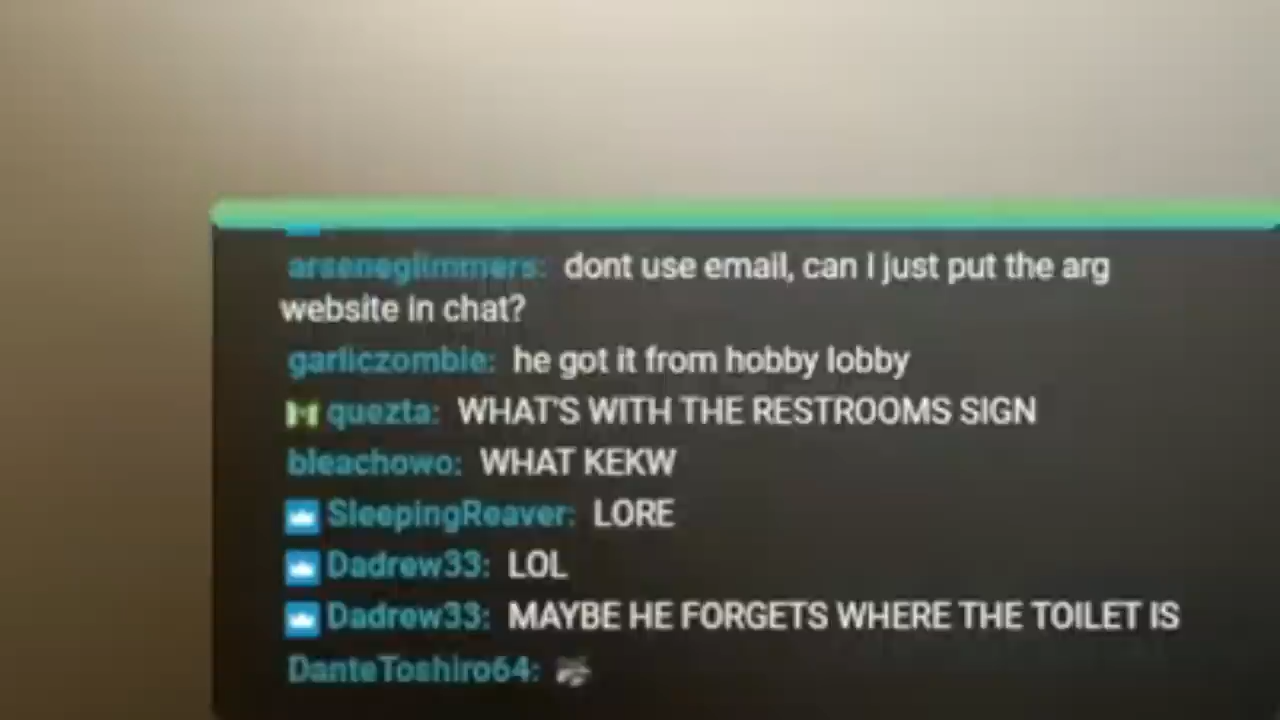 arseneglimmers: dont use email, can I just put the arg
website in chat?
garliczombie: he got it from hobby lobby
quezta: WHAT'S WITH THE RESTROOMS SIGN
bleachowo: WHAT KEKW
SleepingReaver: LORE
Dadrew33: LOL
Dadrew33: MAYBE HE FORGETS WHERE THE TOILET IS
DanteToshiro64: